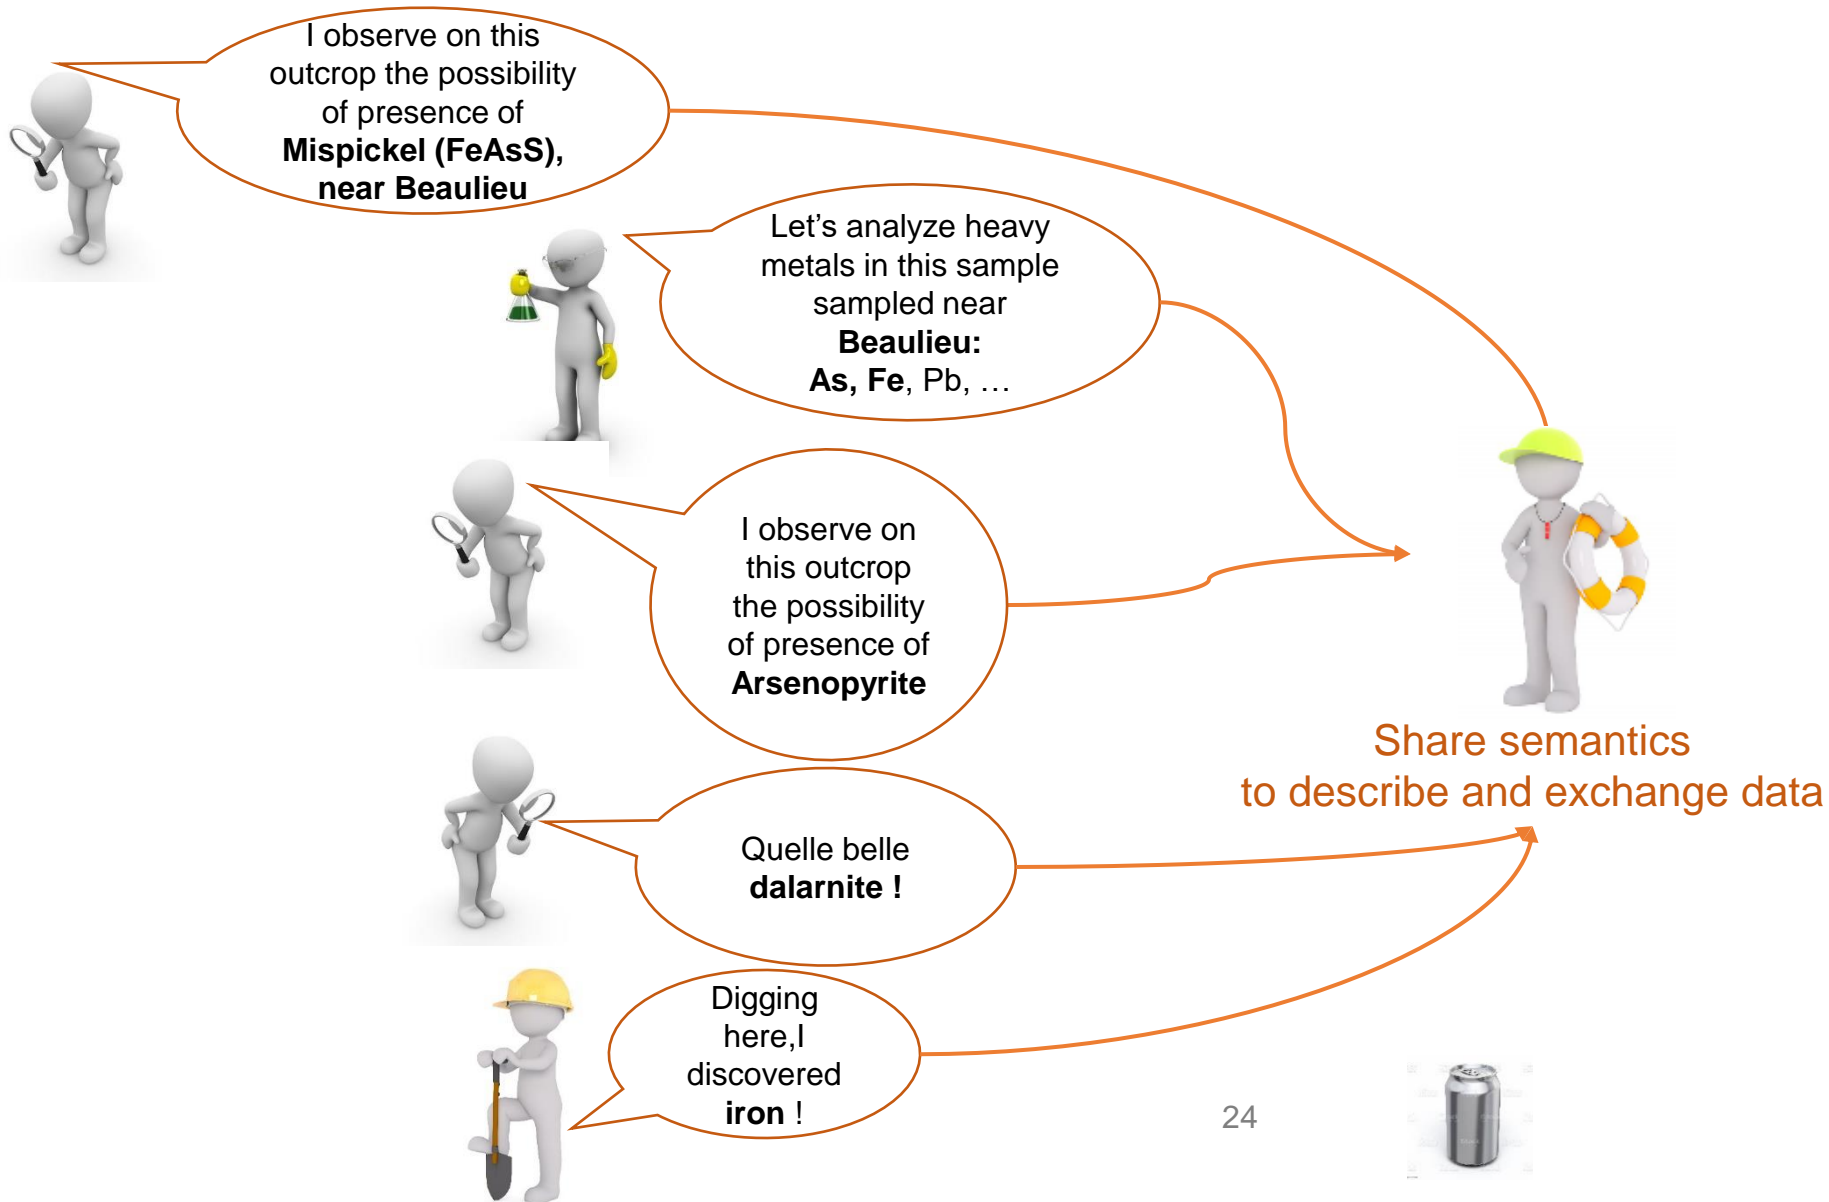 I observe on this
outcrop the possibility
of presence of
Mispickel (FeAsS),
near Beaulieu
Let’s analyze heavy
metals in this sample
sampled near
Beaulieu:
As, Fe, Pb, …
I observe on
this outcrop
the possibility
of presence of
Arsenopyrite
Share semantics
to describe and exchange data
Quelle belle
dalarnite !
Digging
here,I
discovered
iron !
24